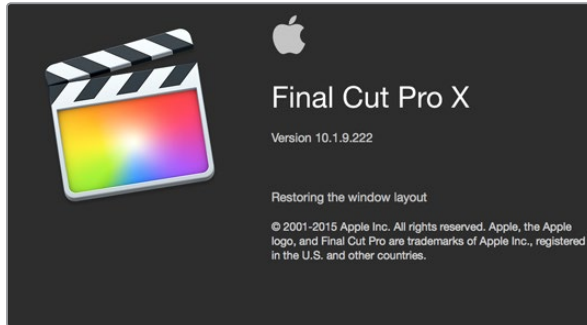 Final Cut Pro X
Version 10.1.9.222
Restoring the window layout
© 2001-2015 Apple Inc. All rights reserved. Apple, the Apple
logo, and Final Cut Pro are trademarks of Apple Inc., registered
in the U.S. and other countries.